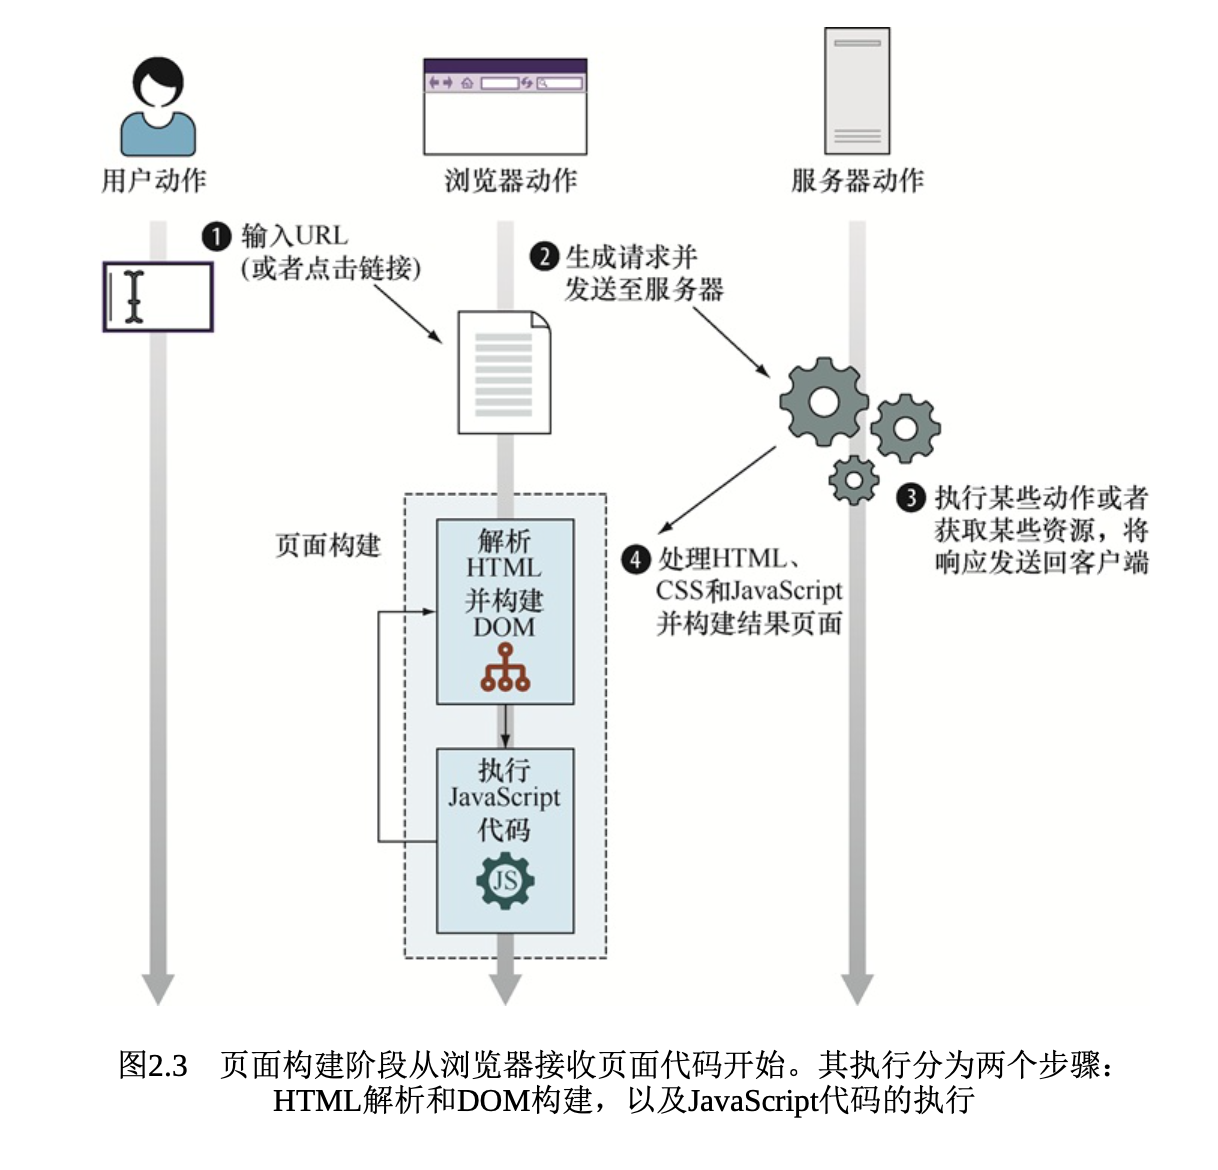 用户动作
浏览器动作
服务器动作
❶ 输入URL
(或者点击链接)
❷ 生成请求并
发送至服务器
❸ 执行某些动作或者
获取某些资源，将
响应发送回客户端
❹ 处理HTML、
CSS和JavaScript
并构建结果页面
页面构建
解析
HTML
并构建
DOM
执行
JavaScript
代码
JS
图2.3 页面构建阶段从浏览器接收页面代码开始。其执行分为两个步骤：
HTML解析和DOM构建，以及JavaScript代码的执行